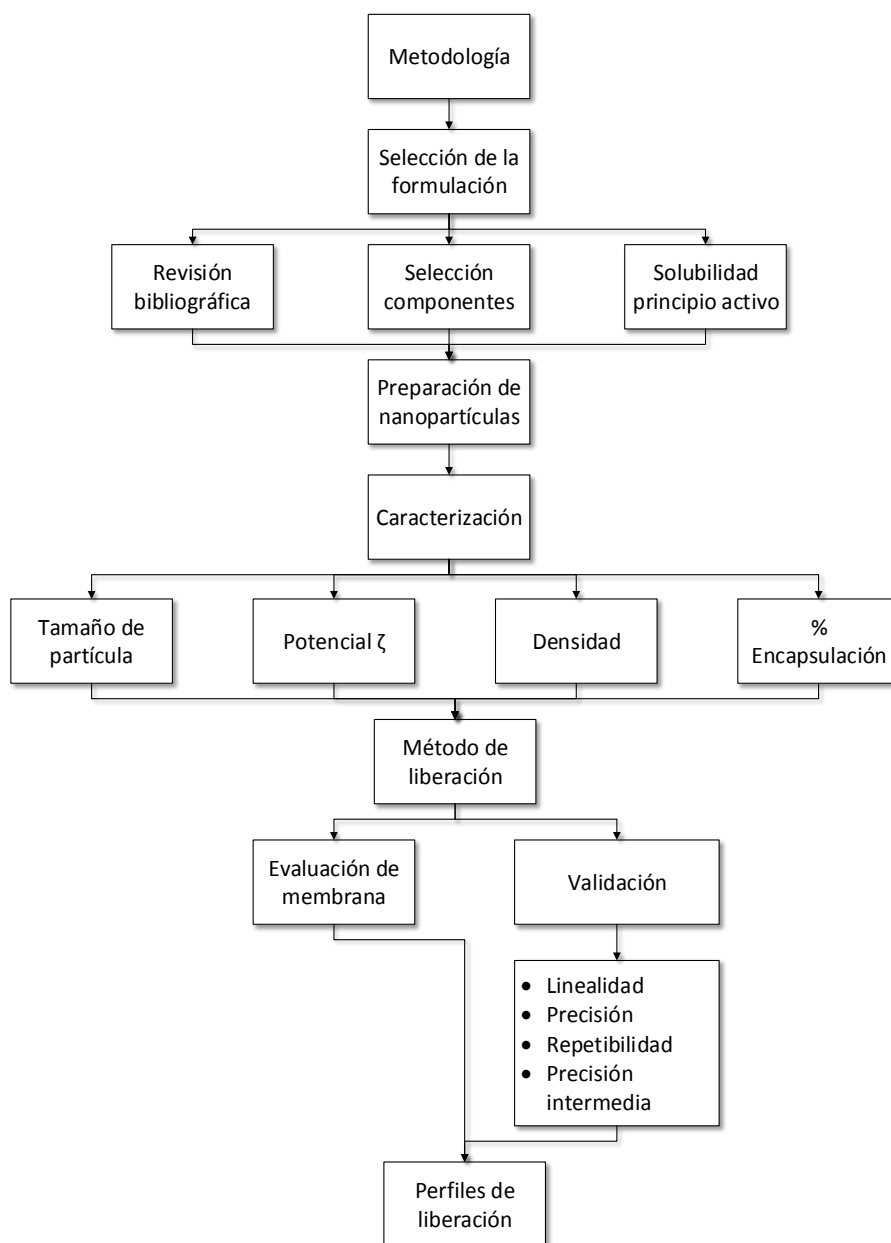 Metodología
Selección de la
formulación
Revisión
bibliográfica
Selección
componentes
Solubilidad
principio activo
Preparación de
nanopartículas
Caracterización
Tamaño de
partícula
Potencial ζ
Densidad
%
Encapsulación
Método de
liberación
Evaluación de
membrana
Validación
• Linealidad
• Precisión
• Repetibilidad
• Precisión
intermedia
Perfiles de
liberación